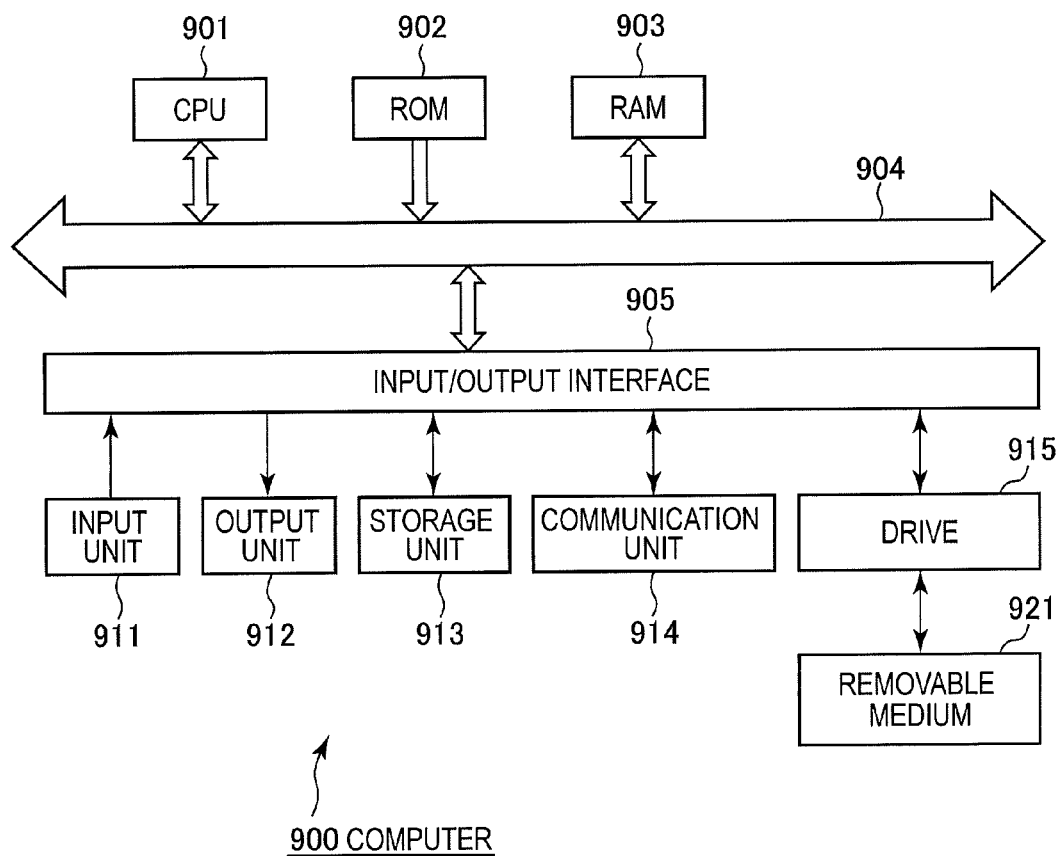 901
902
903
CPU
ROM
RAM
904
905
INPUT/OUTPUT INTERFACE
915
INPUT
UNIT
OUTPUT
UNIT
STORAGE
UNIT
COMMUNICATION
UNIT
DRIVE
911
912
913
914
921
REMOVABLE
MEDIUM
900 COMPUTER